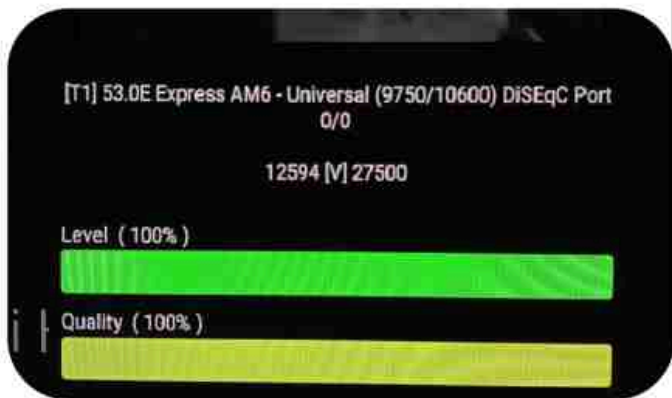 [T1] 53.0E Express AM6 - Universal (9750/10600) DiSEqC Port
0/0
12594 [V] 27500
Level ( 100% )
Quality ( 100% )